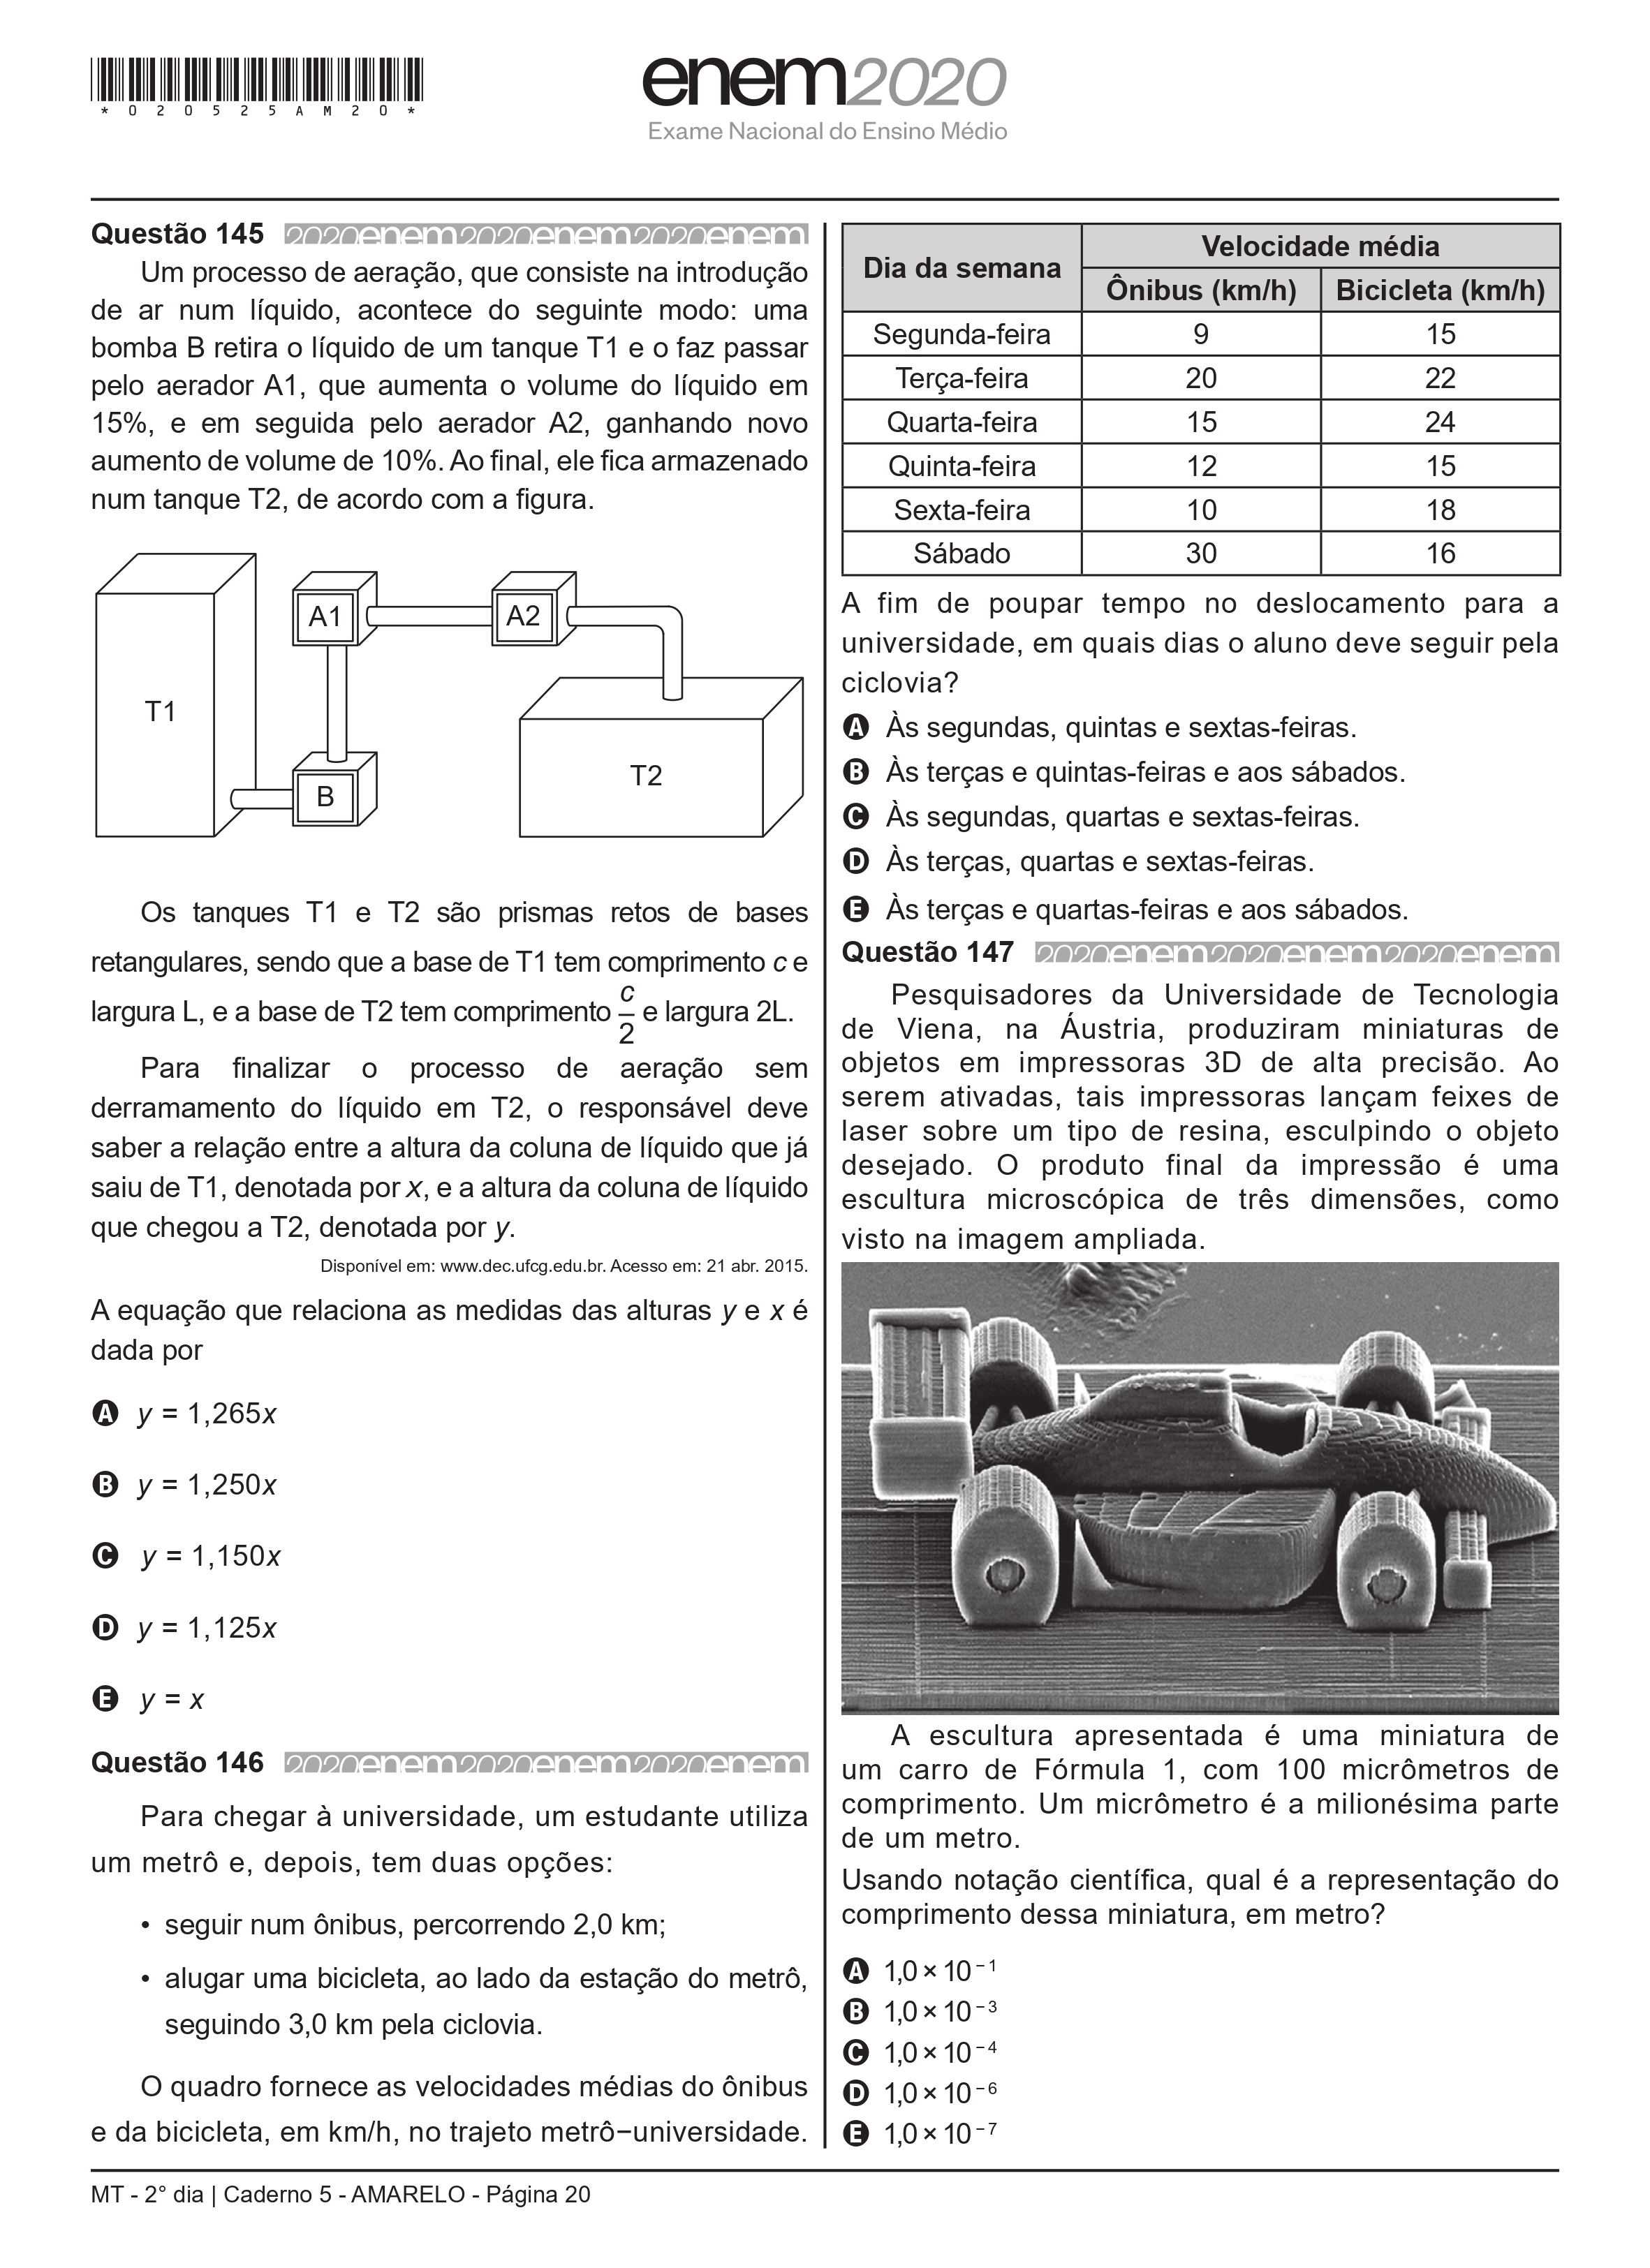 *020525AM20*
enem2020
Exame Nacional do Ensino Médio
Questão 145 2020enem2020enem2020enem
Um processo de aeração, que consiste na introdução
de ar num líquido, acontece do seguinte modo: uma
bomba B retira o líquido de um tanque T1 e o faz passar
pelo aerador A1, que aumenta o volume do líquido em
15%, e em seguida pelo aerador A2, ganhando novo
aumento de volume de 10%. Ao final, ele fica armazenado
num tanque T2, de acordo com a figura.
T1
A1
A2
B
T2
Os tanques T1 e T2 são prismas retos de bases
retangulares, sendo que a base de T1 tem comprimento c e
largura L, e a base de T2 tem comprimento c/2 e largura 2L.
Para finalizar o processo de aeração sem
derramamento do líquido em T2, o responsável deve
saber a relação entre a altura da coluna de líquido que já
saiu de T1, denotada por x, e a altura da coluna de líquido
que chegou a T2, denotada por y.
Disponível em: www.dec.ufcg.edu.br. Acesso em: 21 abr. 2015.
A equação que relaciona as medidas das alturas y e x é
dada por
A y = 1,265x
B y = 1,250x
C y = 1,150x
D y = 1,125x
E y = x
Questão 146 2020enem2020enem2020enem
Para chegar à universidade, um estudante utiliza
um metrô e, depois, tem duas opções:
• seguir num ônibus, percorrendo 2,0 km;
• alugar uma bicicleta, ao lado da estação do metrô,
seguindo 3,0 km pela ciclovia.
O quadro fornece as velocidades médias do ônibus
e da bicicleta, em km/h, no trajeto metrô−universidade.
Dia da semana Velocidade média
Ônibus (km/h) Bicicleta (km/h)
Segunda-feira 9 15
Terça-feira 20 22
Quarta-feira 15 24
Quinta-feira 12 15
Sexta-feira 10 18
Sábado 30 16
A fim de poupar tempo no deslocamento para a
universidade, em quais dias o aluno deve seguir pela
ciclovia?
A Às segundas, quintas e sextas-feiras.
B Às terças e quintas-feiras e aos sábados.
C Às segundas, quartas e sextas-feiras.
D Às terças, quartas e sextas-feiras.
E Às terças e quartas-feiras e aos sábados.
Questão 147 2020enem2020enem2020enem
Pesquisadores da Universidade de Tecnologia
de Viena, na Áustria, produziram miniaturas de
objetos em impressoras 3D de alta precisão. Ao
serem ativadas, tais impressoras lançam feixes de
laser sobre um tipo de resina, esculpindo o objeto
desejado. O produto final da impressão é uma
escultura microscópica de três dimensões, como
visto na imagem ampliada.
A escultura apresentada é uma miniatura de
um carro de Fórmula 1, com 100 micrômetros de
comprimento. Um micrômetro é a milionésima parte
de um metro.
Usando notação científica, qual é a representação do
comprimento dessa miniatura, em metro?
A 1,0 × 10⁻¹
B 1,0 × 10⁻³
C 1,0 × 10⁻⁴
D 1,0 × 10⁻⁶
E 1,0 × 10⁻⁷
MT - 2° dia | Caderno 5 - AMARELO - Página 20